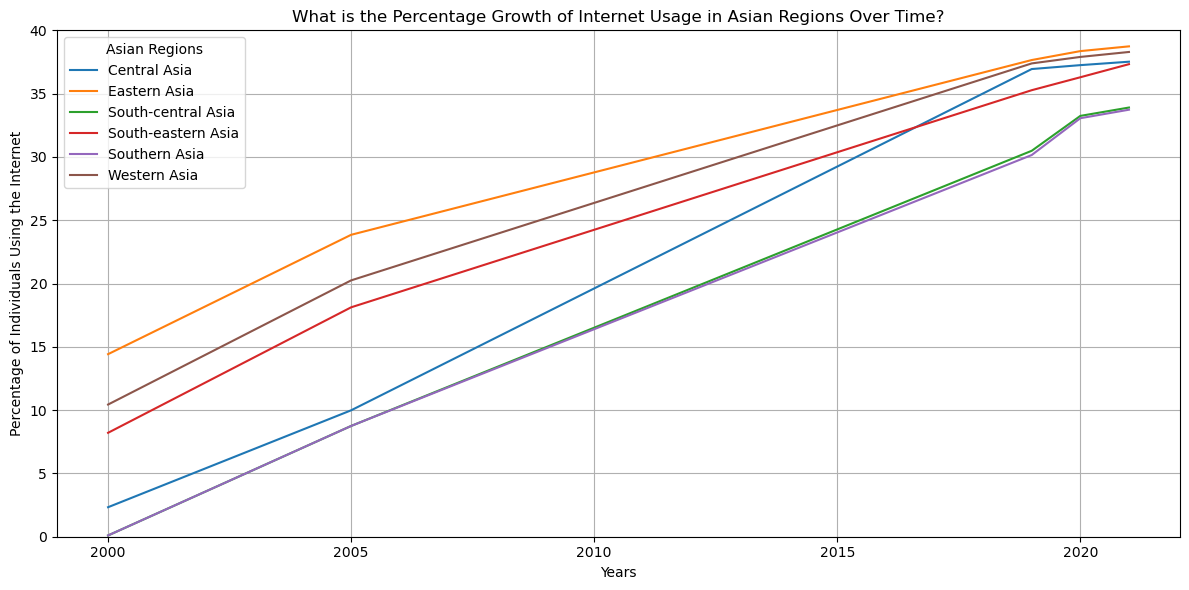 What is the Percentage Growth of Internet Usage in Asian Regions Over Time?
40
35
30
25
20
15
10
5
0
Percentage of Individuals Using the Internet
Asian Regions
Central Asia
Eastern Asia
South-central Asia
South-eastern Asia
Southern Asia
Western Asia
2000 2005 2010 2015 2020
Years